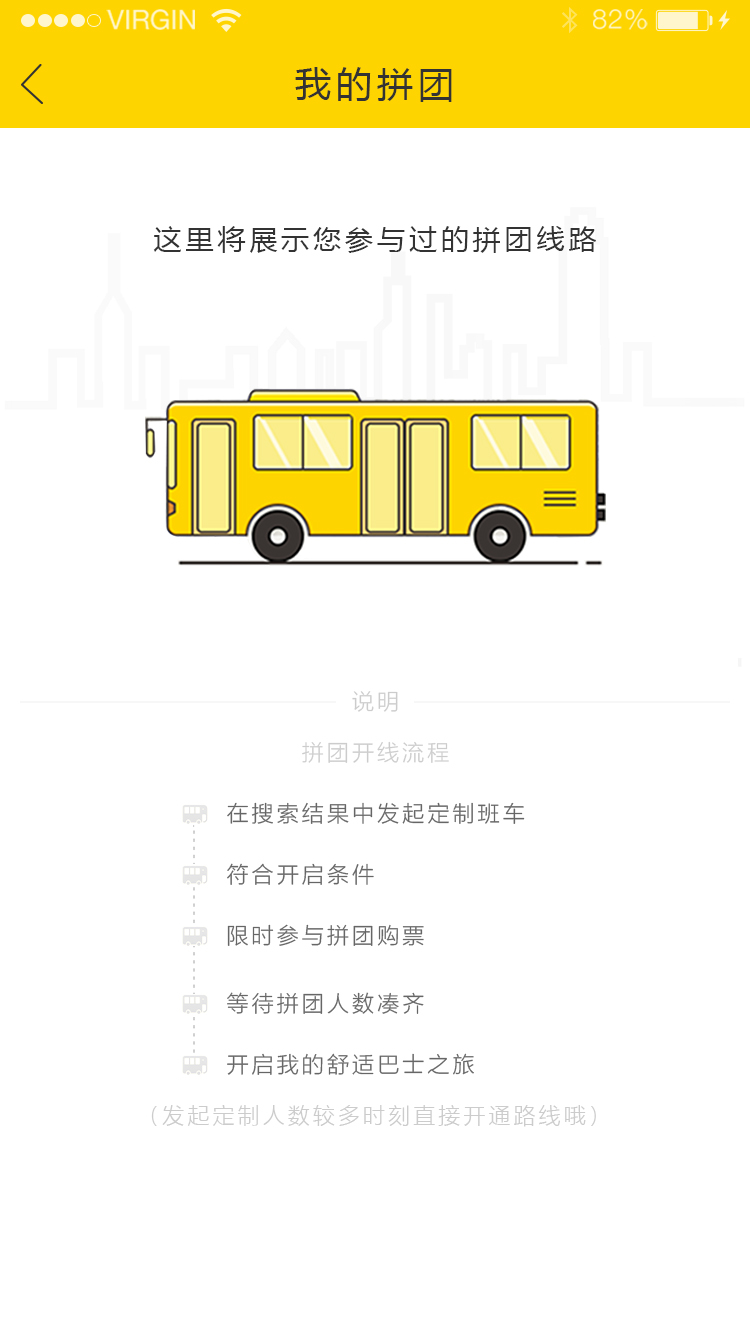 VIRGIN 82%
我的拼团
这里将展示您参与过的拼团线路
说明
拼团开线流程
在搜索结果中发起定制班车
符合开启条件
限时参与拼团购票
等待拼团人数凑齐
开启我的舒适巴士之旅
（发起定制人数较多时刻直接开通路线哦）